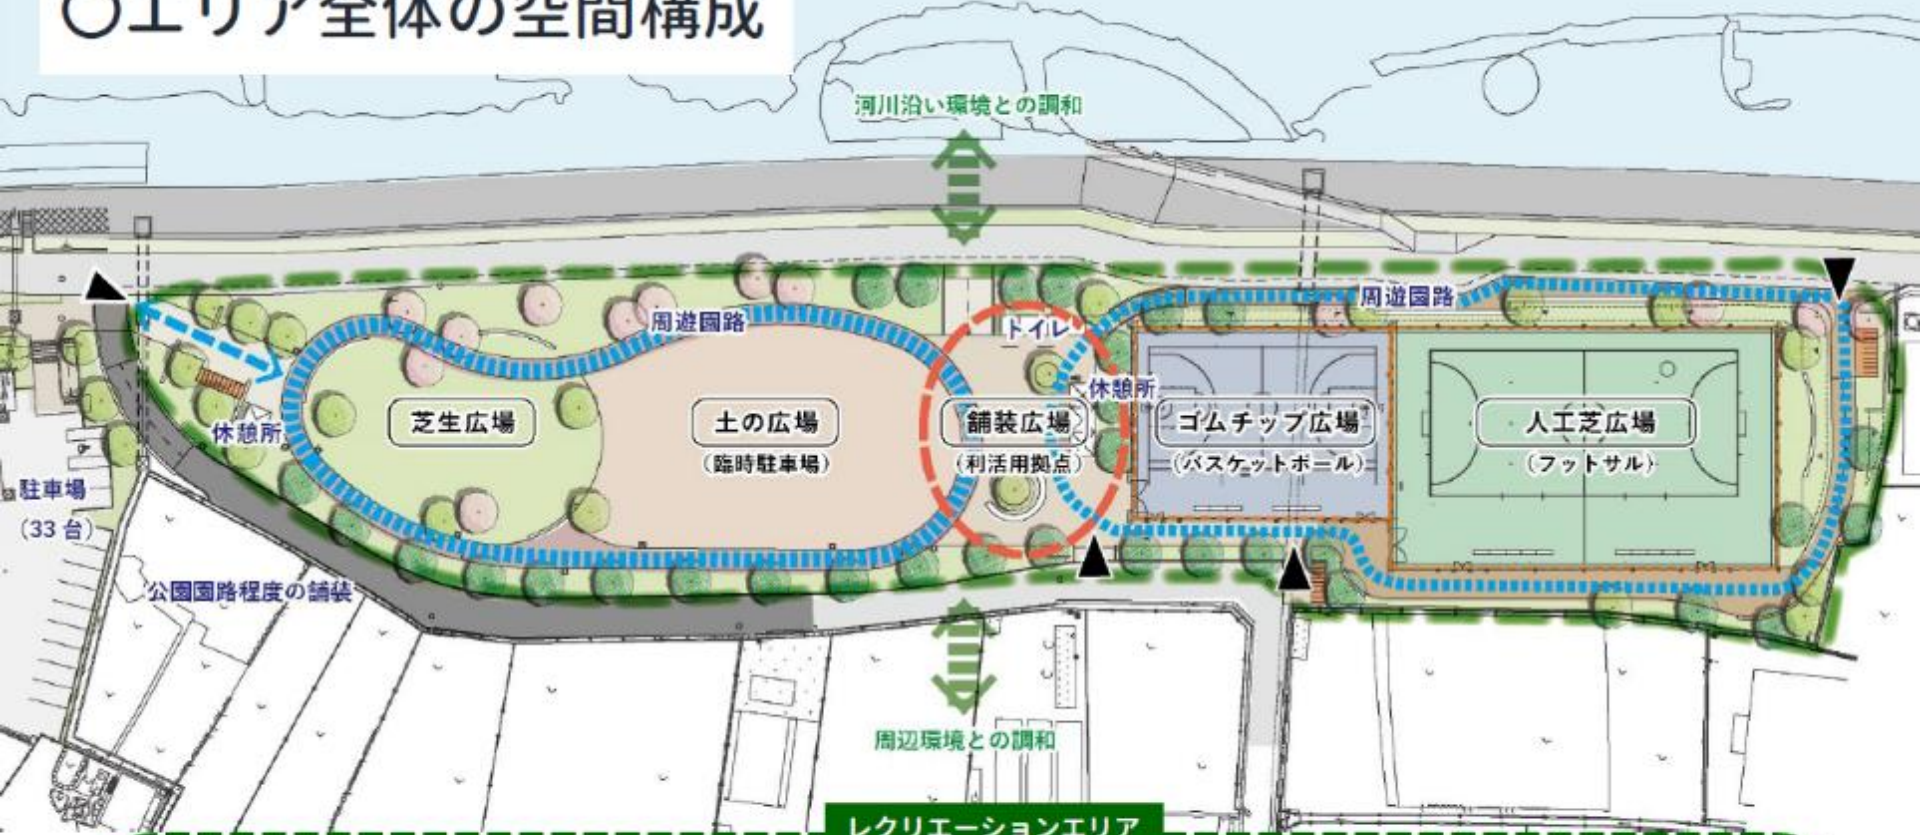 〇エリア全体の空間構成
河川沿い環境との調和
周遊園路
周遊園路
トイレ
休憩所
芝生広場
土の広場
(臨時駐車場)
舗装広場
(利活用拠点)
ゴムチップ広場
(バスケットボール)
人工芝広場
(フットサル)
休憩所
駐車場
(33台)
公園園路程度の舗装
周辺環境との調和
レクリエーションエリア